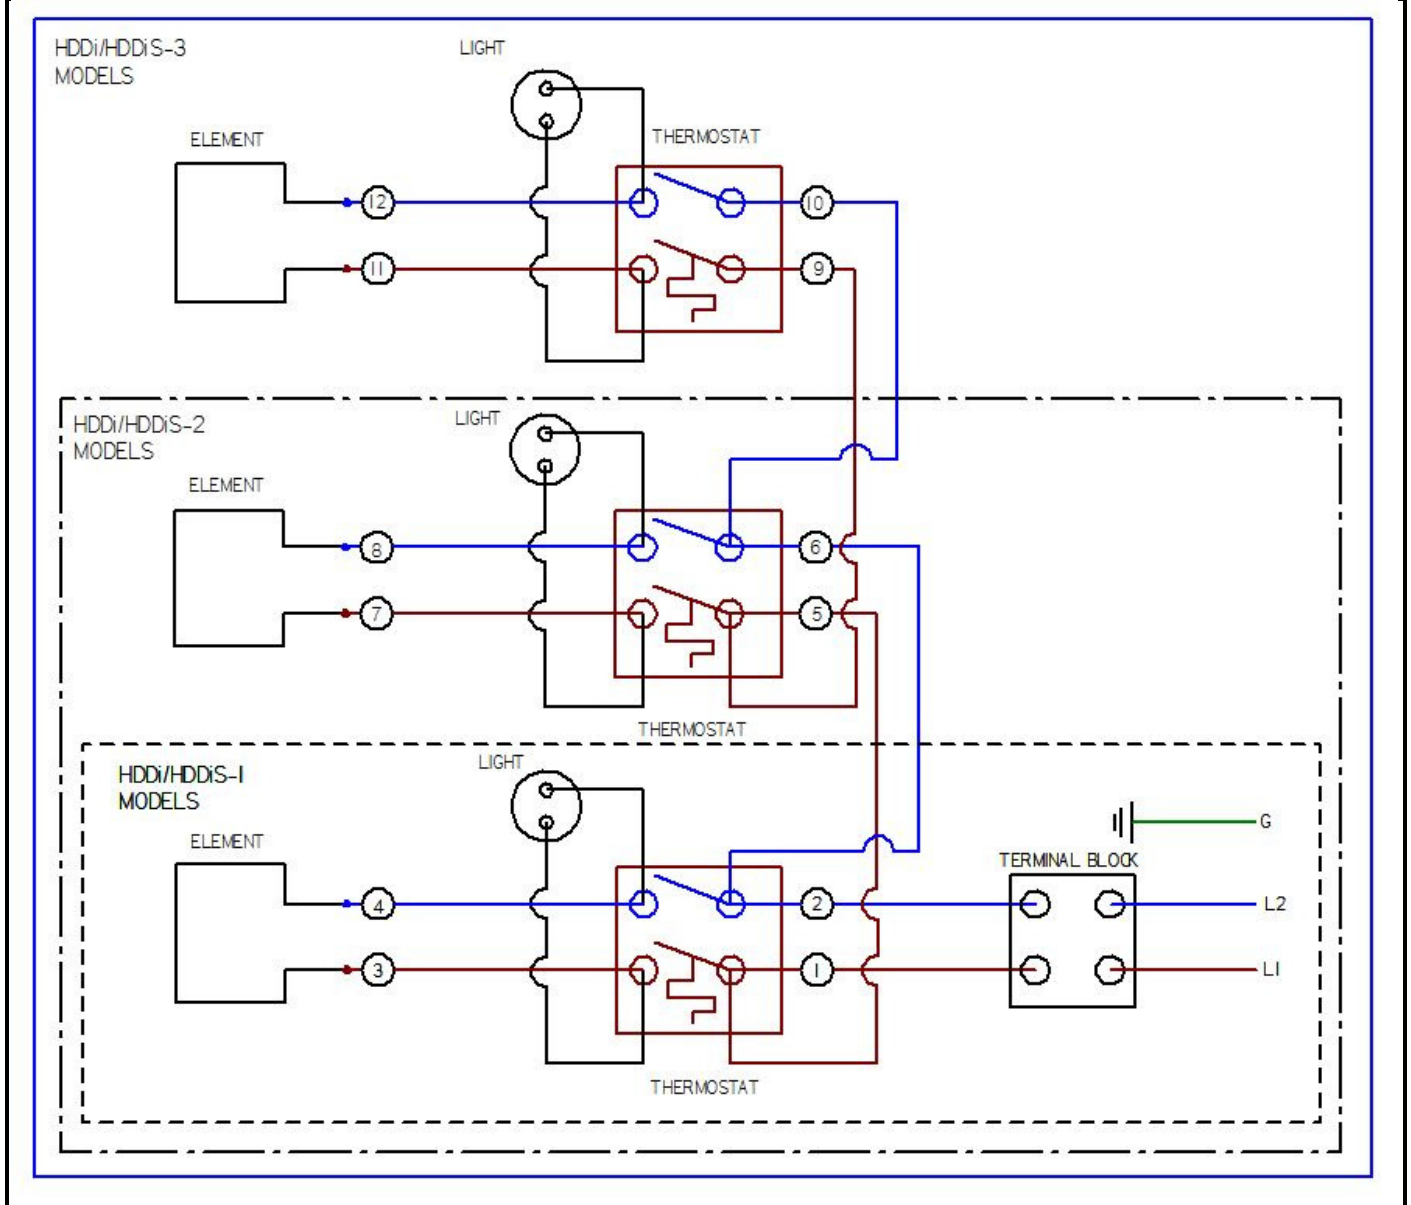 HDDi/HDDiS-3
MODELS
LIGHT
ELEMENT
THERMOSTAT
12
10
11
9
HDDi/HDDiS-2
MODELS
LIGHT
ELEMENT
8
6
7
5
THERMOSTAT
HDDi/HDDiS-1
MODELS
LIGHT
ELEMENT
G
TERMINAL BLOCK
4
2
L2
3
1
L1
THERMOSTAT